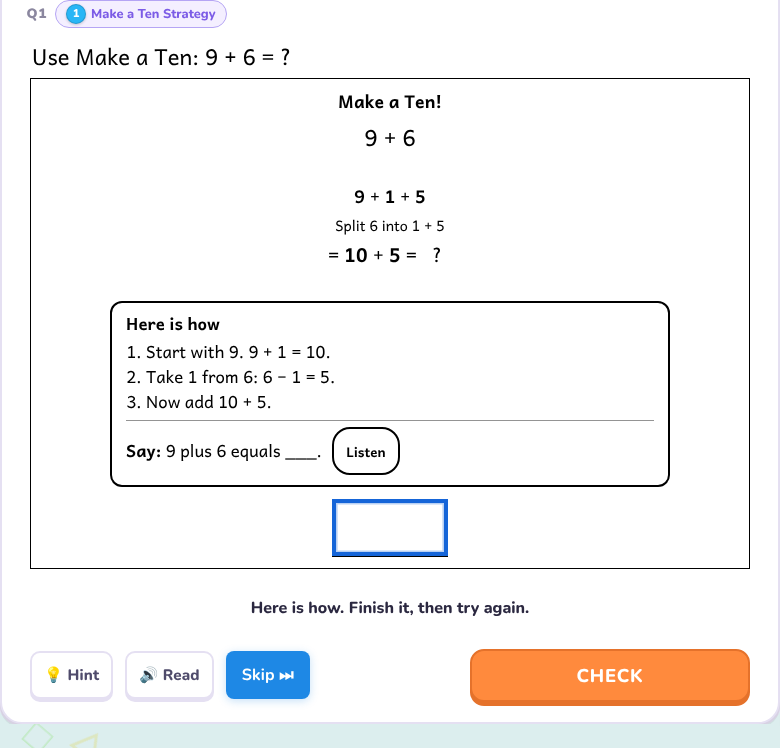 Q1 1 Make a Ten Strategy
Use Make a Ten: 9 + 6 = ?
Make a Ten!
9 + 6
9 + 1 + 5
Split 6 into 1 + 5
= 10 + 5 = ?
Here is how
1. Start with 9. 9 + 1 = 10.
2. Take 1 from 6: 6 − 1 = 5.
3. Now add 10 + 5.
Say: 9 plus 6 equals ___. Listen
Here is how. Finish it, then try again.
💡 Hint 🔊 Read Skip ⏭ CHECK